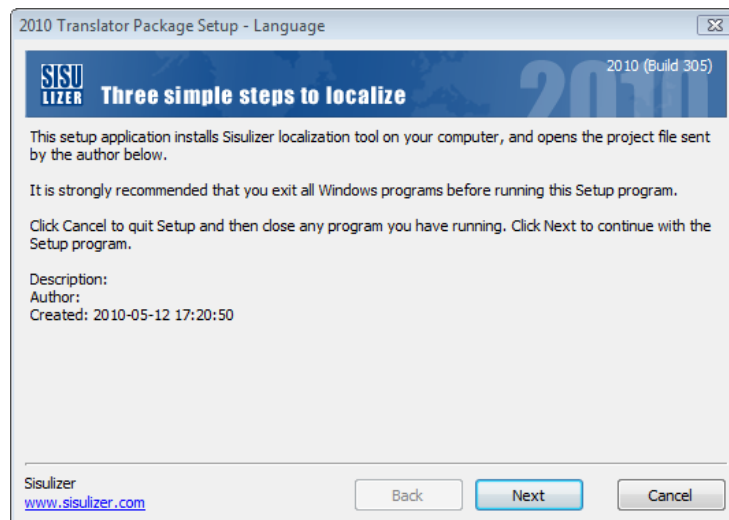 2010 Translator Package Setup - Language
2010 (Build 305)
SISU
LIZER
Three simple steps to localize
2010
This setup application installs Sisulizer localization tool on your computer, and opens the project file sent
by the author below.
It is strongly recommended that you exit all Windows programs before running this Setup program.
Click Cancel to quit Setup and then close any program you have running. Click Next to continue with the
Setup program.
Description:
Author:
Created: 2010-05-12 17:20:50
Sisulizer
www.sisulizer.com
Back
Next
Cancel